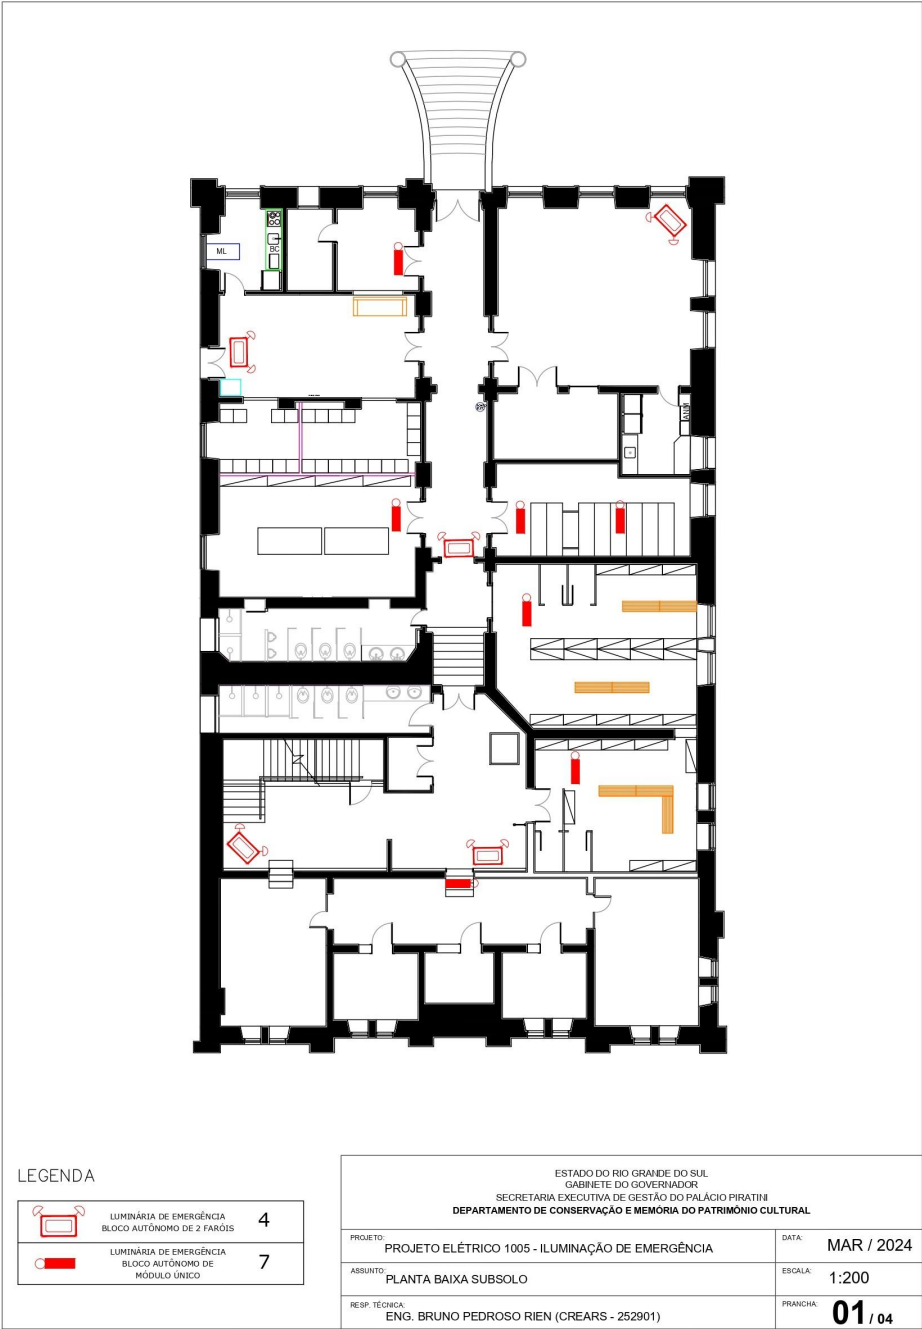 ML
BC
LEGENDA
LUMINÁRIA DE EMERGÊNCIA
BLOCO AUTÔNOMO DE 2 FARÓIS
4
LUMINÁRIA DE EMERGÊNCIA
BLOCO AUTÔNOMO DE
MÓDULO ÚNICO
7
ESTADO DO RIO GRANDE DO SUL
GABINETE DO GOVERNADOR
SECRETARIA EXECUTIVA DE GESTÃO DO PALÁCIO PIRATINI
DEPARTAMENTO DE CONSERVAÇÃO E MEMÓRIA DO PATRIMÔNIO CULTURAL
PROJETO:
PROJETO ELÉTRICO 1005 - ILUMINAÇÃO DE EMERGÊNCIA
DATA:
MAR / 2024
ASSUNTO:
PLANTA BAIXA SUBSOLO
ESCALA:
1:200
RESP. TÉCNICA:
ENG. BRUNO PEDROSO RIEN (CREARS - 252901)
PRANCHA:
01 / 04